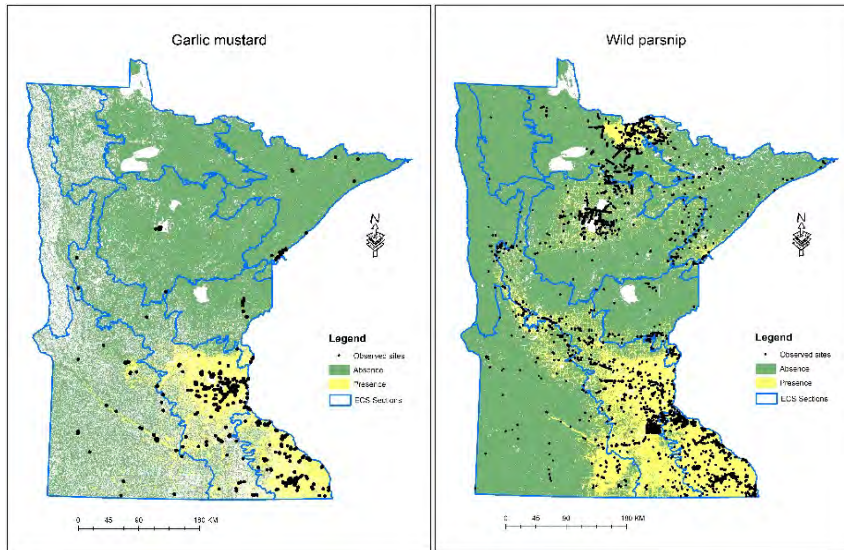 Garlic mustard
N
Legend
Observed sites
Absence
Presence
ECS Sections
0 45 90 180 KM
Wild parsnip
N
Legend
Observed sites
Absence
Presence
ECS Sections
0 45 90 180 KM